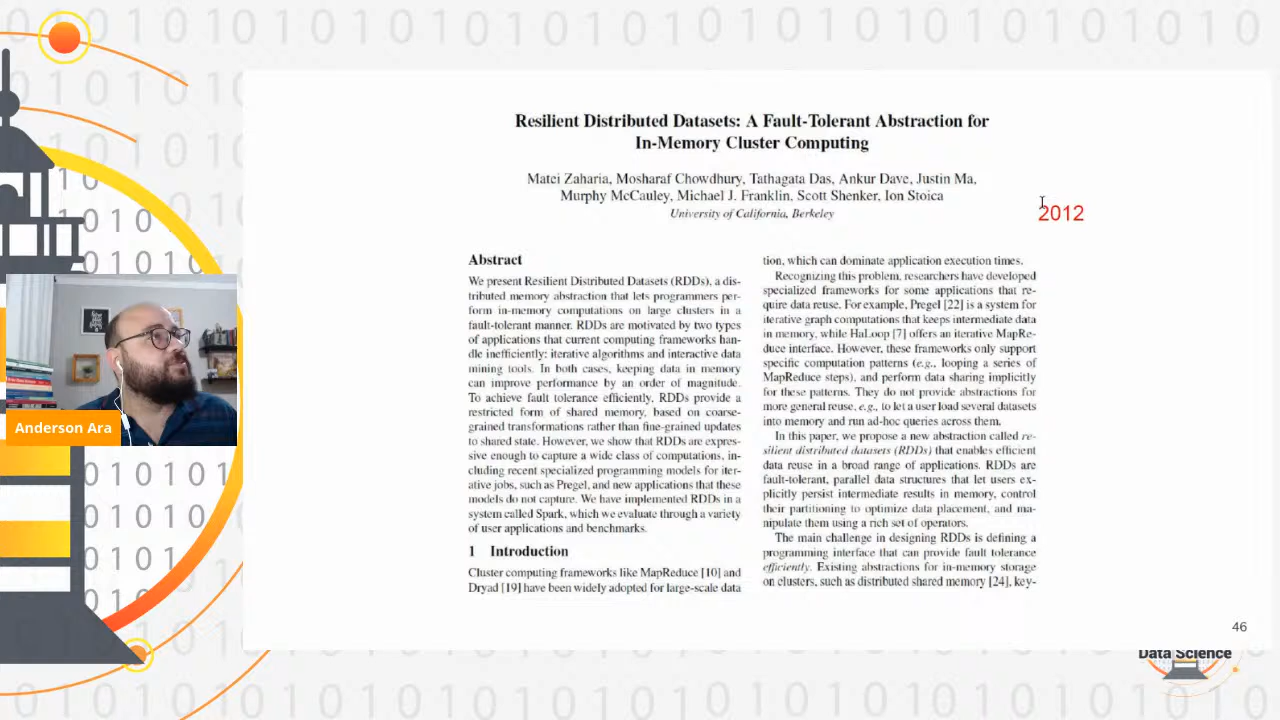 Resilient Distributed Datasets: A Fault-Tolerant Abstraction for
In-Memory Cluster Computing
Matei Zaharia, Mosharaf Chowdhury, Tathagata Das, Ankur Dave, Justin Ma,
Murphy McCauley, Michael J. Franklin, Scott Shenker, Ion Stoica
University of California, Berkeley
2012
Abstract
We present Resilient Distributed Datasets (RDDs), a dis-
tributed memory abstraction that lets programmers per-
form in-memory computations on large clusters in a
fault-tolerant manner. RDDs are motivated by two types
of applications that current computing frameworks han-
dle inefficiently: iterative algorithms and interactive data
mining tools. In both cases, keeping data in memory
can improve performance by an order of magnitude.
To achieve fault tolerance efficiently, RDDs provide a
restricted form of shared memory, based on coarse-
grained transformations rather than fine-grained updates
to shared state. However, we show that RDDs are expres-
sive enough to capture a wide class of computations, in-
cluding recent specialized programming models for iter-
ative jobs, such as Pregel, and new applications that these
models do not capture. We have implemented RDDs in a
system called Spark, which we evaluate through a variety
of user applications and benchmarks.
1 Introduction
Cluster computing frameworks like MapReduce [10] and
Dryad [19] have been widely adopted for large-scale data
tion, which can dominate application execution times.
Recognizing this problem, researchers have developed
specialized frameworks for some applications that re-
quire data reuse. For example, Pregel [22] is a system for
iterative graph computations that keeps intermediate data
in memory, while HaLoop [7] offers an iterative MapRe-
duce interface. However, these frameworks only support
specific computation patterns (e.g., looping a series of
MapReduce steps), and perform data sharing implicitly
for these patterns. They do not provide abstractions for
more general reuse, e.g., to let a user load several datasets
into memory and run ad-hoc queries across them.
In this paper, we propose a new abstraction called re-
silient distributed datasets (RDDs) that enables efficient
data reuse in a broad range of applications. RDDs are
fault-tolerant, parallel data structures that let users ex-
plicitly persist intermediate results in memory, control
their partitioning to optimize data placement, and ma-
nipulate them using a rich set of operators.
The main challenge in designing RDDs is defining a
programming interface that can provide fault tolerance
efficiently. Existing abstractions for in-memory storage
on clusters, such as distributed shared memory [24], key-
46
Anderson Ara
Data Science